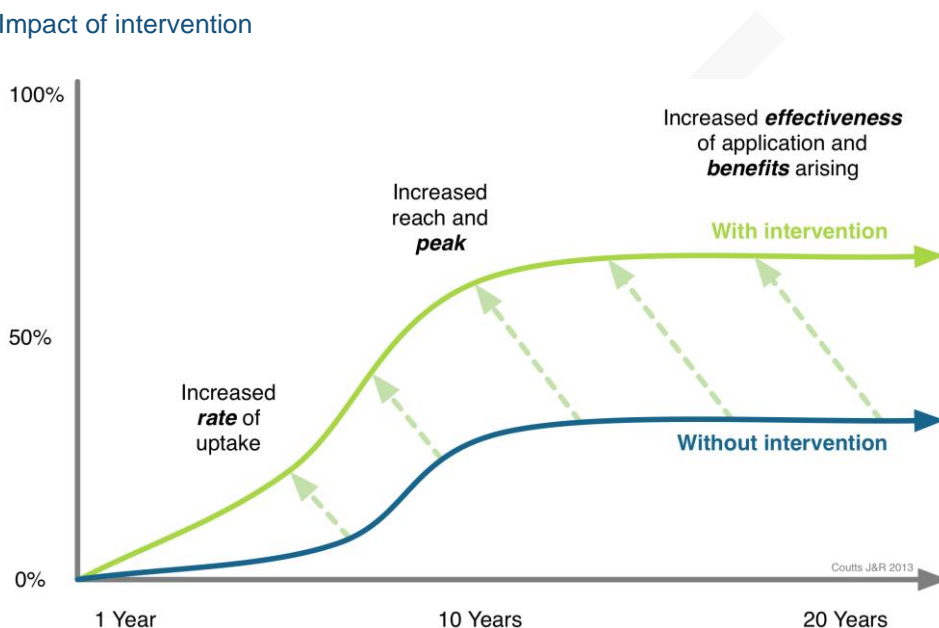 Impact of intervention
100%
Increased effectiveness
of application and
benefits arising
Increased
reach and
peak
With intervention
50%
Increased
rate of
uptake
Without intervention
Coutts J&R 2013
0%
1 Year
10 Years
20 Years